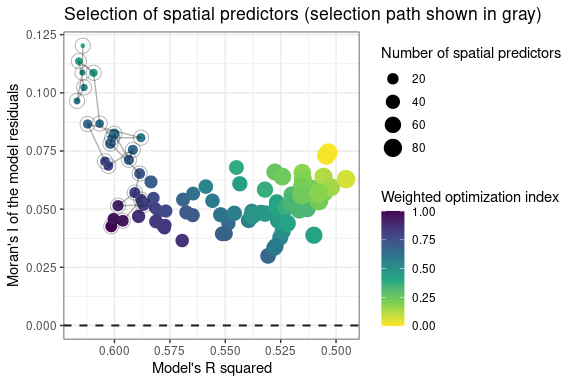 Selection of spatial predictors (selection path shown in gray)
Moran's I of the model residuals
0.125
0.100
0.075
0.050
0.025
0.000
0.600 0.575 0.550 0.525 0.500
Model's R squared
Number of spatial predictors
20
40
60
80
Weighted optimization index
1.00
0.75
0.50
0.25
0.00